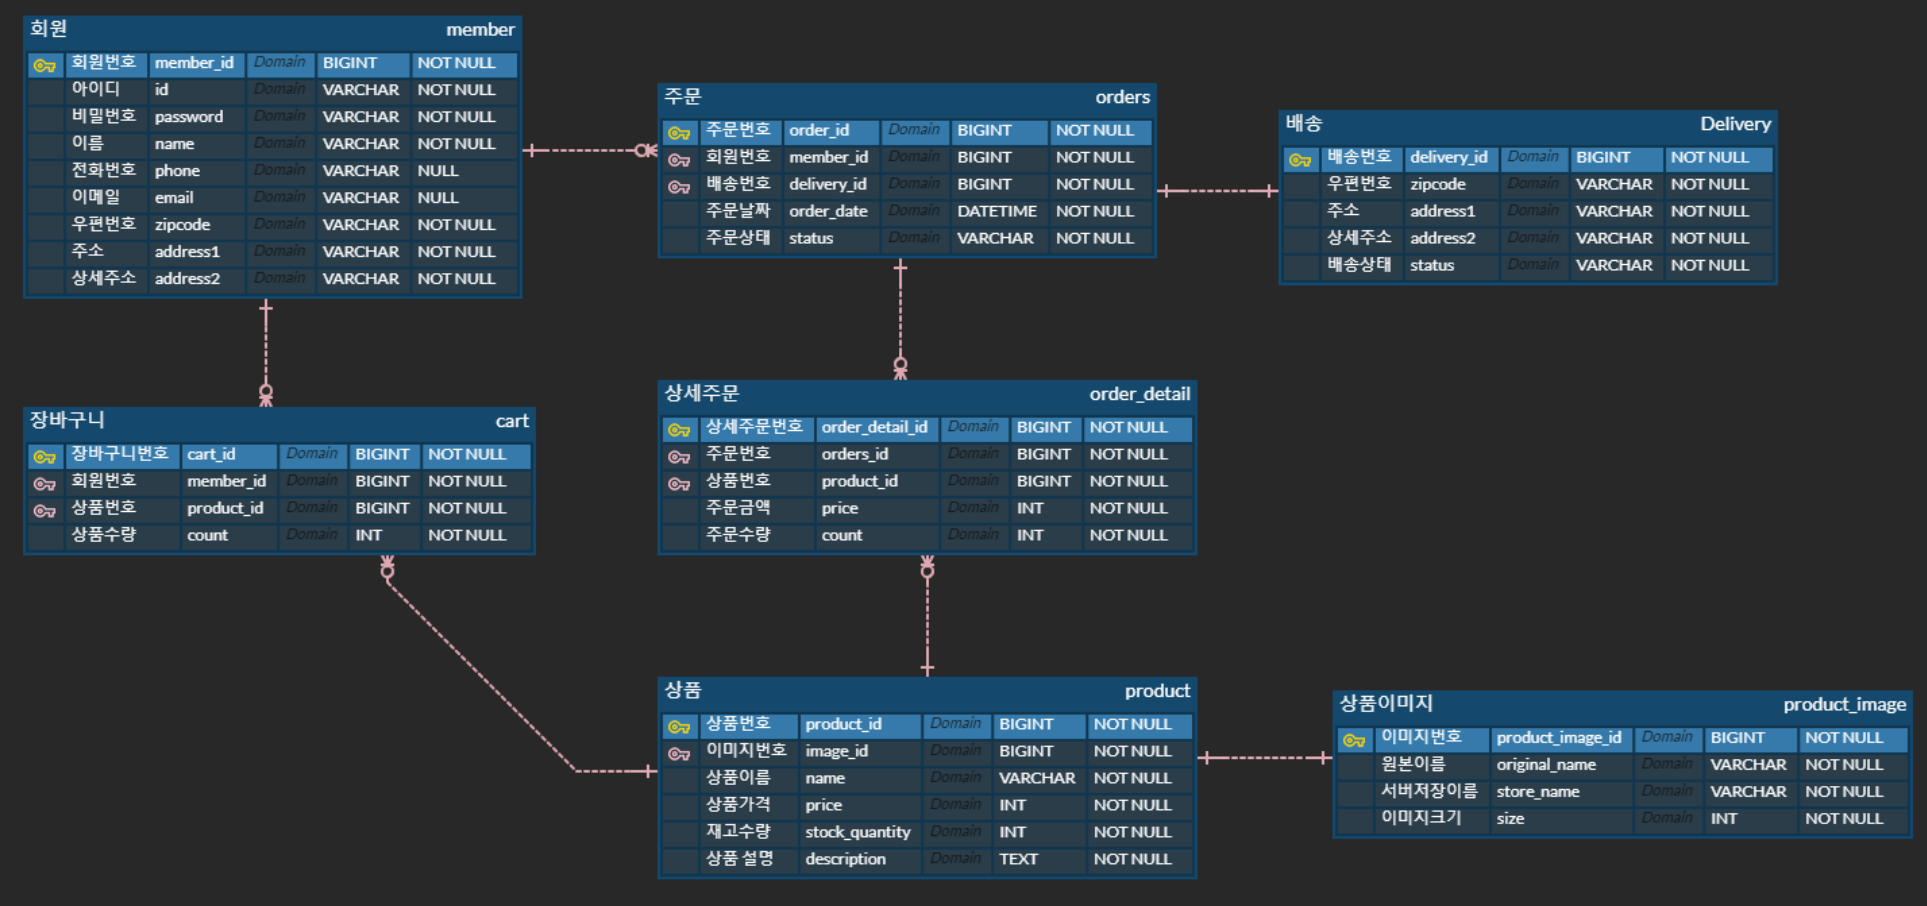 회원 member
회원번호 member_id Domain BIGINT NOT NULL
아이디 id Domain VARCHAR NOT NULL
비밀번호 password Domain VARCHAR NOT NULL
이름 name Domain VARCHAR NOT NULL
전화번호 phone Domain VARCHAR NULL
이메일 email Domain VARCHAR NULL
우편번호 zipcode Domain VARCHAR NOT NULL
주소 address1 Domain VARCHAR NOT NULL
상세주소 address2 Domain VARCHAR NOT NULL
주문 orders
주문번호 order_id Domain BIGINT NOT NULL
회원번호 member_id Domain BIGINT NOT NULL
배송번호 delivery_id Domain BIGINT NOT NULL
주문날짜 order_date Domain DATETIME NOT NULL
주문상태 status Domain VARCHAR NOT NULL
배송 Delivery
배송번호 delivery_id Domain BIGINT NOT NULL
우편번호 zipcode Domain VARCHAR NOT NULL
주소 address1 Domain VARCHAR NOT NULL
상세주소 address2 Domain VARCHAR NOT NULL
배송상태 status Domain VARCHAR NOT NULL
장바구니 cart
장바구니번호 cart_id Domain BIGINT NOT NULL
회원번호 member_id Domain BIGINT NOT NULL
상품번호 product_id Domain BIGINT NOT NULL
상품수량 count Domain INT NOT NULL
상세주문 order_detail
상세주문번호 order_detail_id Domain BIGINT NOT NULL
주문번호 orders_id Domain BIGINT NOT NULL
상품번호 product_id Domain BIGINT NOT NULL
주문금액 price Domain INT NOT NULL
주문수량 count Domain INT NOT NULL
상품 product
상품번호 product_id Domain BIGINT NOT NULL
이미지번호 image_id Domain BIGINT NOT NULL
상품이름 name Domain VARCHAR NOT NULL
상품가격 price Domain INT NOT NULL
재고수량 stock_quantity Domain INT NOT NULL
상품 설명 description Domain TEXT NOT NULL
상품이미지 product_image
이미지번호 product_image_id Domain BIGINT NOT NULL
원본이름 original_name Domain VARCHAR NOT NULL
서버저장이름 store_name Domain VARCHAR NOT NULL
이미지크기 size Domain INT NOT NULL